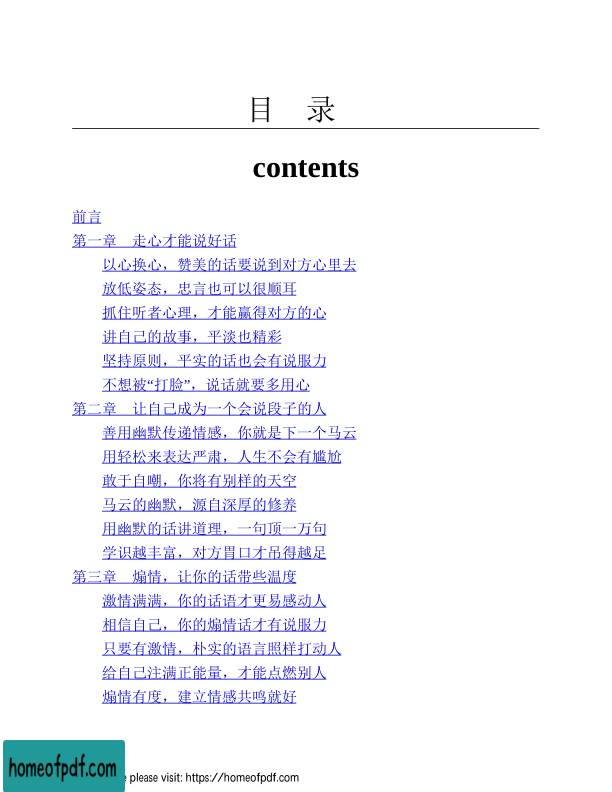 目 录
contents
前言
第一章 走心才能说好话
以心换心，赞美的话要说到对方心里去
放低姿态，忠言也可以很顺耳
抓住听者心理，才能赢得对方的心
讲自己的故事，平淡也精彩
坚持原则，平实的话也会有说服力
不想被“打脸”，说话就要多用心
第二章 让自己成为一个会说段子的人
善用幽默传递情感，你就是下一个马云
用轻松来表达严肃，人生不会有尴尬
敢于自嘲，你将有别样的天空
马云的幽默，源自深厚的修养
用幽默的话讲道理，一句顶一万句
学识越丰富，对方胃口才吊得越足
第三章 煽情，让你的话带些温度
激情满满，你的话语才更易感动人
相信自己，你的煽情话才有说服力
只要有激情，朴实的语言照样打动人
给自己注满正能量，才能点燃别人
煽情有度，建立情感共鸣就好
homeofpdf.com
please visit: https://homeofpdf.com